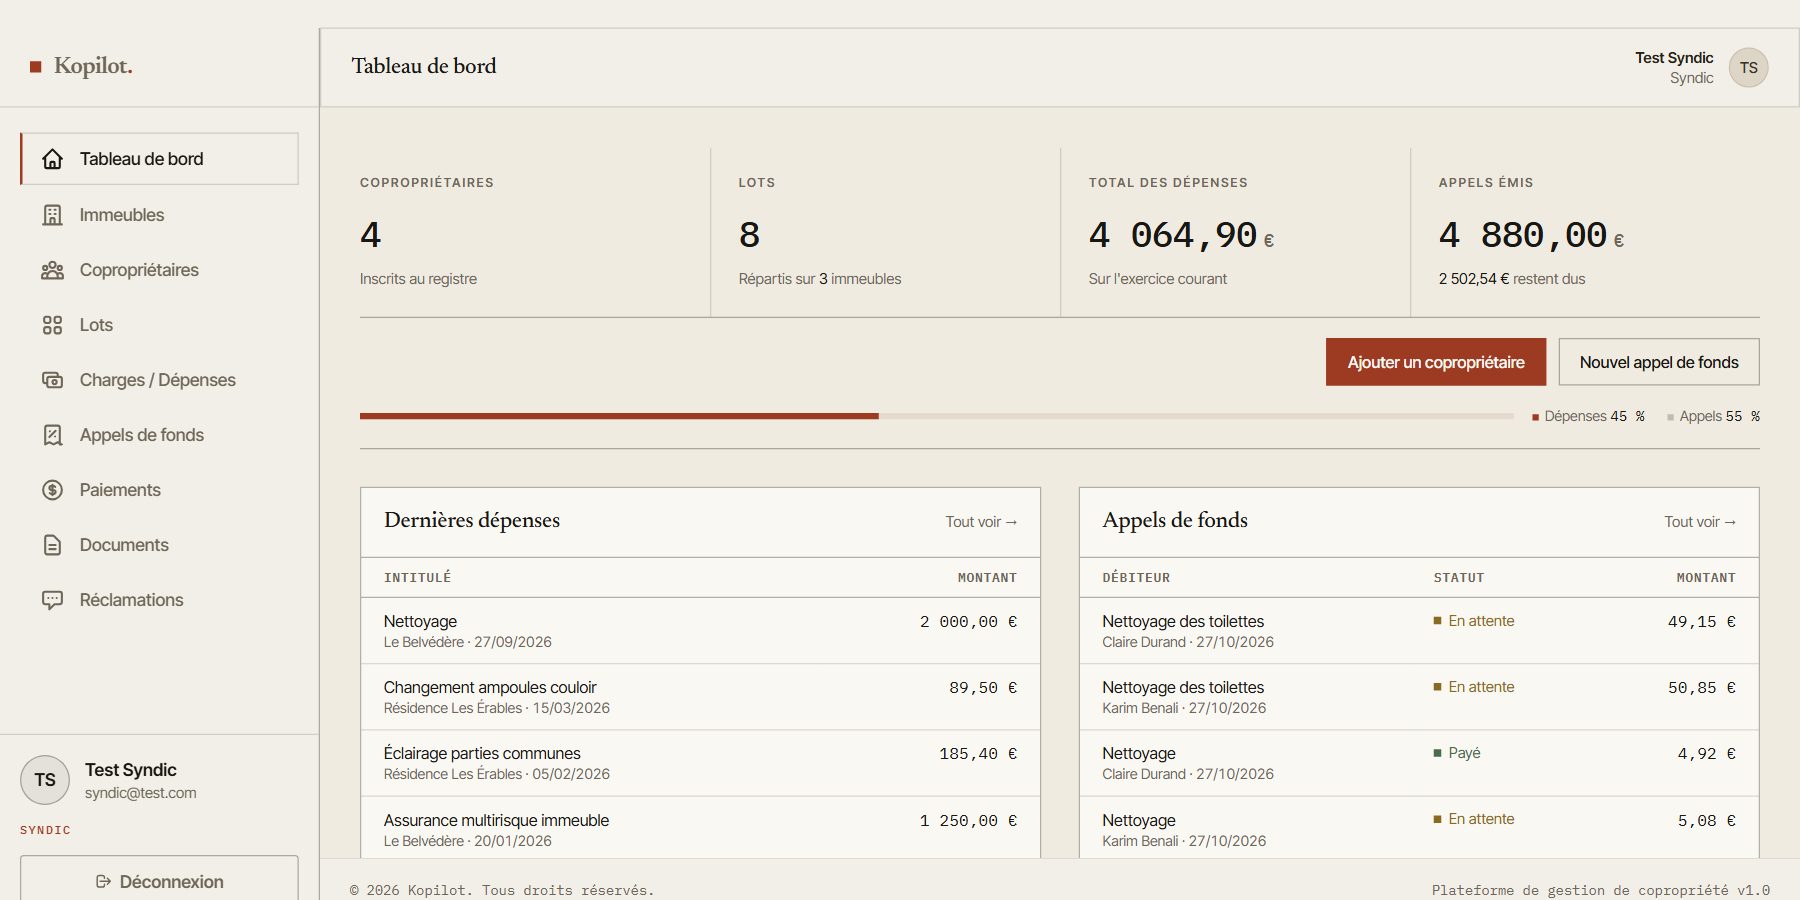 Kopilot.
Tableau de bord
Immeubles
Copropriétaires
Lots
Charges / Dépenses
Appels de fonds
Paiements
Documents
Réclamations
TS
Test Syndic
syndic@test.com
SYNDIC
Déconnexion
Tableau de bord
Test Syndic
Syndic
TS
COPROPRIÉTAIRES
4
Inscrits au registre
LOTS
8
Répartis sur 3 immeubles
TOTAL DES DÉPENSES
4 064,90 €
Sur l'exercice courant
APPELS ÉMIS
4 880,00 €
2 502,54 € restent dus
Ajouter un copropriétaire
Nouvel appel de fonds
Dépenses 45 % Appels 55 %
Dernières dépenses
Tout voir →
INTITULÉ MONTANT
Nettoyage 2 000,00 €
Le Belvédère · 27/09/2026
Changement ampoules couloir 89,50 €
Résidence Les Érables · 15/03/2026
Éclairage parties communes 185,40 €
Résidence Les Érables · 05/02/2026
Assurance multirisque immeuble 1 250,00 €
Le Belvédère · 20/01/2026
Appels de fonds
Tout voir →
DÉBITEUR STATUT MONTANT
Nettoyage des toilettes En attente 49,15 €
Claire Durand · 27/10/2026
Nettoyage des toilettes En attente 50,85 €
Karim Benali · 27/10/2026
Nettoyage Payé 4,92 €
Claire Durand · 27/10/2026
Nettoyage En attente 5,08 €
Karim Benali · 27/10/2026
© 2026 Kopilot. Tous droits réservés.
Plateforme de gestion de copropriété v1.0